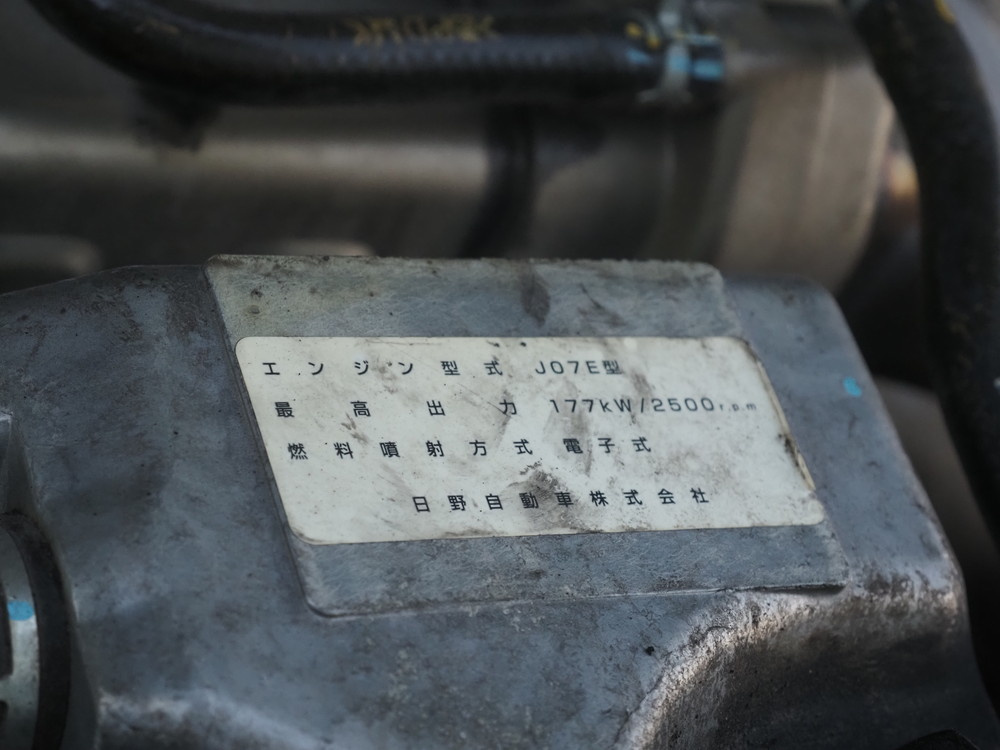 エンジン型式 J07E型
最高出力 177kW/2500r.p.m
燃料噴射方式 電子式
日野自動車株式会社